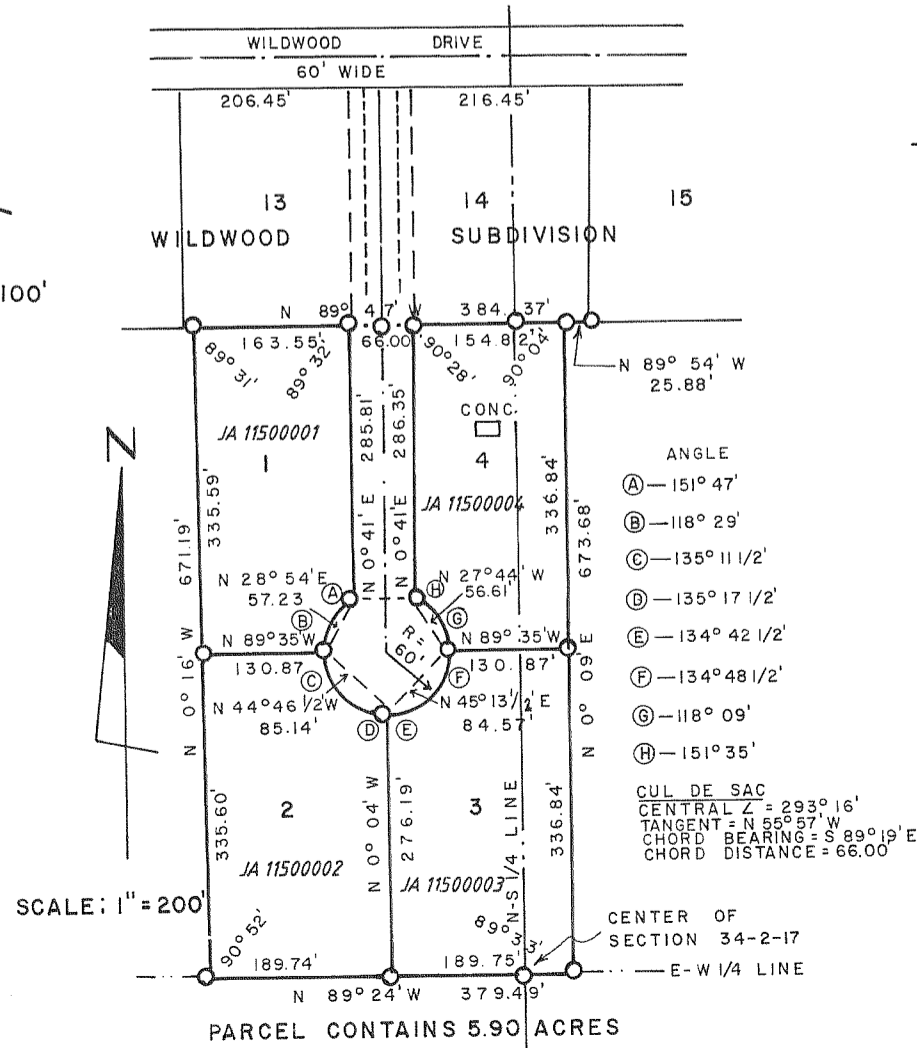 WILDWOOD DRIVE
60' WIDE
206.45' 216.45'
13 14 15
WILDWOOD SUBDIVISION
100'
N 89° 47' 384.37'
163.55' 66.00 154.82'
89° 31' 89° 32' 90° 28' 90° 04'
N 89° 54' W
25.88'
CONC.
JA 11500001
1
4
JA 11500004
N
671.19'
335.59'
N 0° 41' E 285.81'
N 0° 41' E 286.35'
336.84'
673.68'
N 28° 54' E
57.23
N 27° 44' W
56.61'
A
B
H
G
R = 60'
N 89° 35' W
130.87
N 89° 35' W
130.87'
C
F
N 44° 46 1/2' W
85.14'
N 45° 13 1/2' E
84.57'
D E
N 0° 16' W
N 0° 09' E
ANGLE
A — 151° 47'
B — 118° 29'
C — 135° 11 1/2'
D — 135° 17 1/2'
E — 134° 42 1/2'
F — 134° 48 1/2'
G — 118° 09'
H — 151° 35'
CUL DE SAC
CENTRAL ∠ = 293° 16'
TANGENT = N 55° 57' W
CHORD BEARING = S 89° 19' E
CHORD DISTANCE = 66.00'
335.60'
2
JA 11500002
N 0° 04' W 276.19'
3
JA 11500003
N-S 1/4 LINE
336.84'
SCALE: 1" = 200'
90° 52'
89° 33'
CENTER OF
SECTION 34-2-17
189.74' 189.75'
E-W 1/4 LINE
N 89° 24' W 379.49'
PARCEL CONTAINS 5.90 ACRES